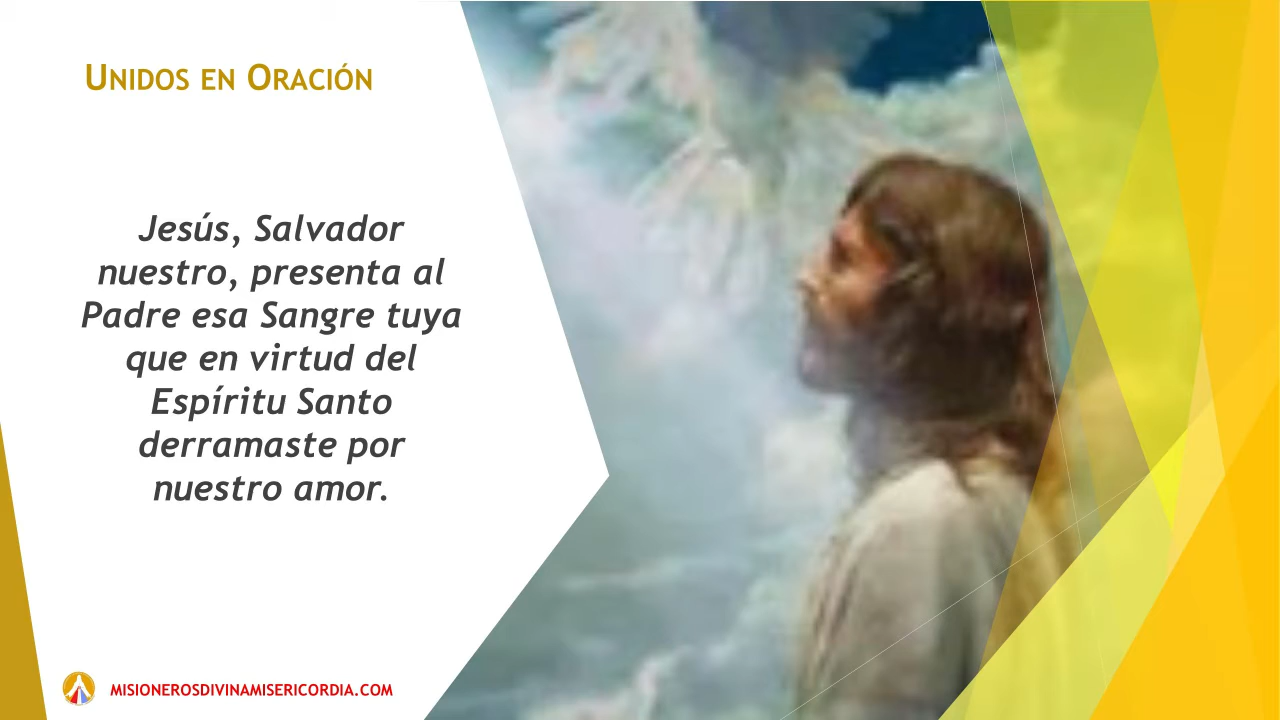 Unidos en Oración
Jesús, Salvador
nuestro, presenta al
Padre esa Sangre tuya
que en virtud del
Espíritu Santo
derramaste por
nuestro amor.
MISIONEROSDIVINAMISERICORDIA.COM